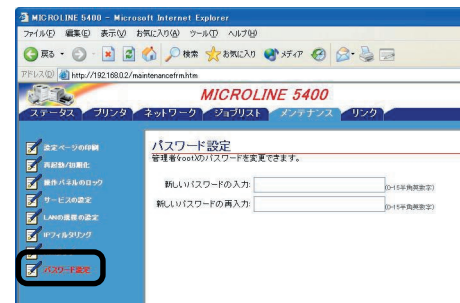 MICROLINE 5400 - Microsoft Internet Explorer
ファイル(F) 編集(E) 表示(V) お気に入り(A) ツール(T) ヘルプ(H)
戻る 検索 お気に入り メディア
アドレス(D) http://192.168.0.2/maintenancefrm.htm
MICROLINE 5400
ステータス プリンタ ネットワーク ジョブリスト メンテナンス リンク
設定ページの印刷
再起動/初期化
操作パネルのロック
サービスの設定
LANの規模の設定
IPフィルタリング
パスワード設定
パスワード設定
管理者(root)のパスワードを変更できます。
新しいパスワードの入力:
(0-15半角英数字)
新しいパスワードの再入力:
(0-15半角英数字)